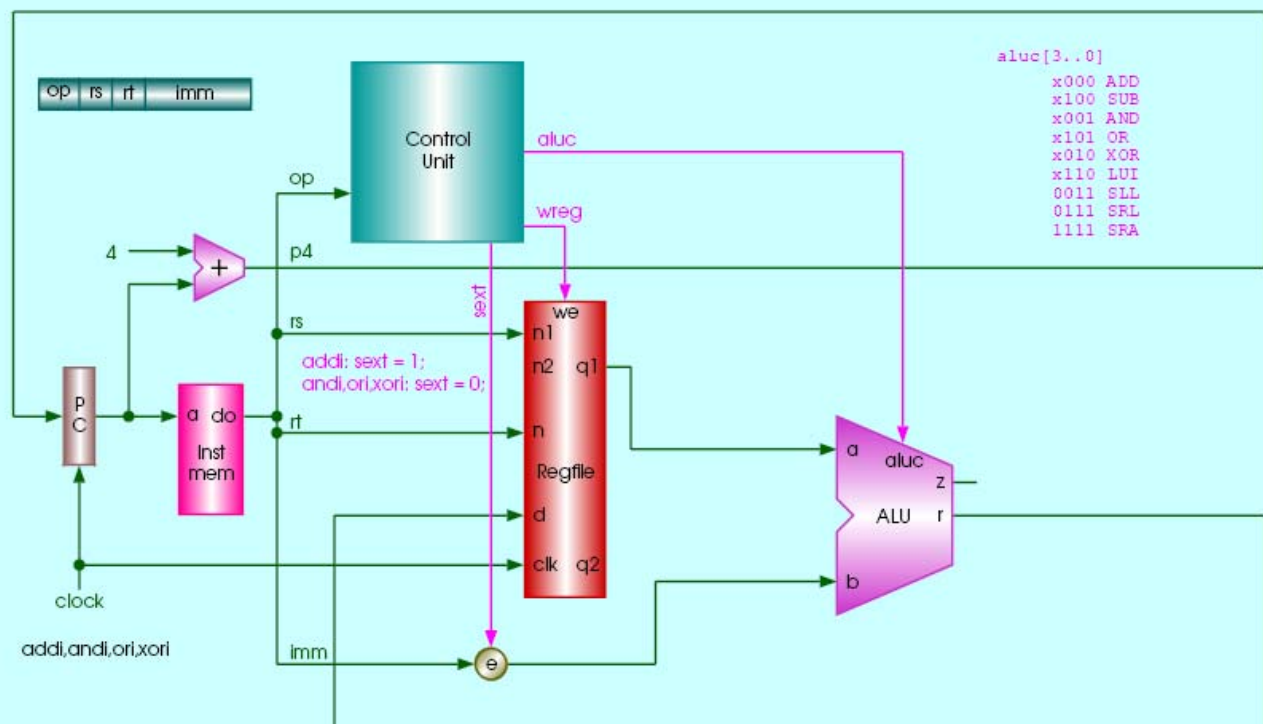 aluc[3..0]
x000 ADD
x100 SUB
x001 AND
x101 OR
x010 XOR
x110 LUI
0011 SLL
0111 SRL
1111 SRA
op rs rt imm
Control
Unit
aluc
op
wreg
4
+
p4
sext
we
rs
n1
addi: sext = 1;
andi,ori,xori: sext = 0;
n2 q1
P
C
a do
Inst
mem
rt
n
Regfile
a
aluc
z
ALU
r
d
clk q2
b
clock
addi,andi,ori,xori
imm
e